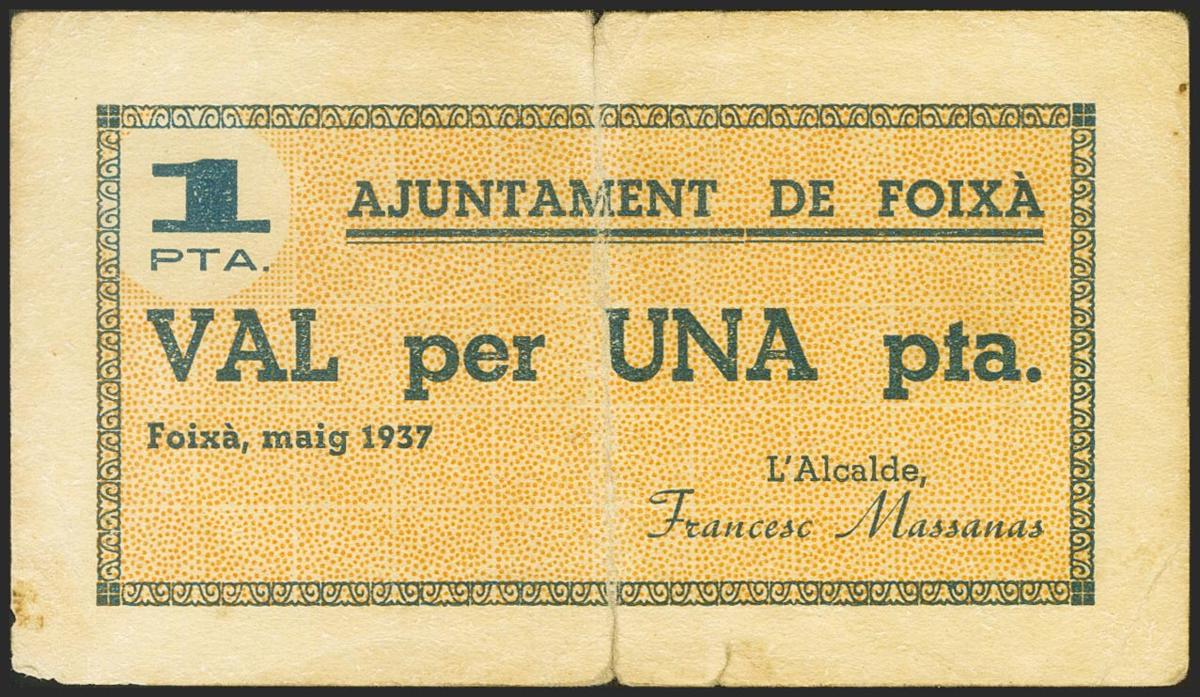 1
PTA.
AJUNTAMENT DE FOIXÀ
VAL per UNA pta.
Foixà, maig 1937
L'Alcalde,
Francesc Massanas